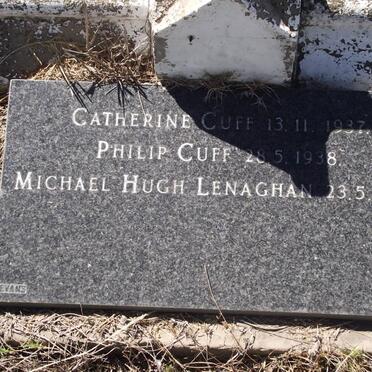 CATHERINE CUFF 13.11.1937
PHILIP CUFF 28.5.1938
MICHAEL HUGH LENAGHAN 23.5
EVANS